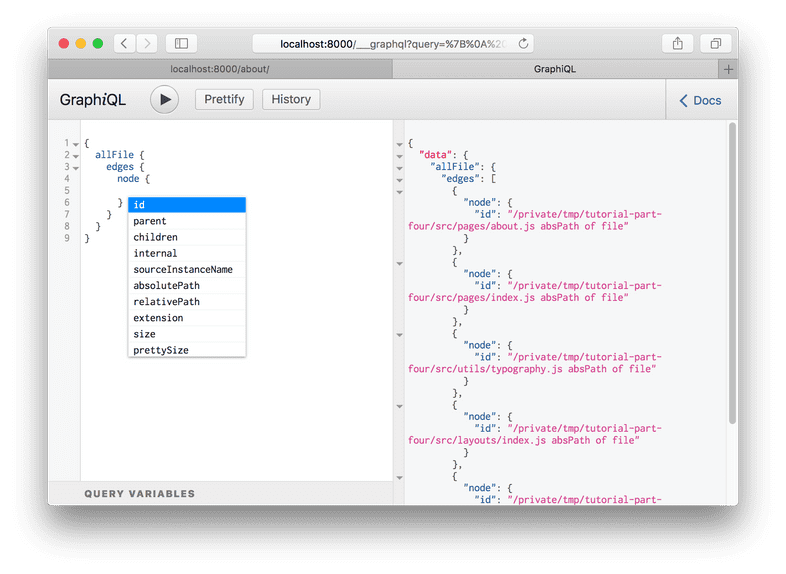 localhost:8000/___graphql?query=%7B%0A%20
localhost:8000/about/
GraphiQL
+
GraphiQL
Prettify
History
Docs
1 {
2 allFile {
3 edges {
4 node {
5
6 }
7 }
8 }
9 }
id
parent
children
internal
sourceInstanceName
absolutePath
relativePath
extension
size
prettySize
QUERY VARIABLES
{
"data": {
"allFile": {
"edges": [
{
"node": {
"id": "/private/tmp/tutorial-part-
four/src/pages/about.js absPath of file"
}
},
{
"node": {
"id": "/private/tmp/tutorial-part-
four/src/pages/index.js absPath of file"
}
},
{
"node": {
"id": "/private/tmp/tutorial-part-
four/src/utils/typography.js absPath of file"
}
},
{
"node": {
"id": "/private/tmp/tutorial-part-
four/src/layouts/index.js absPath of file"
}
},
{
"node": {
"id": "/private/tmp/tutorial-part-